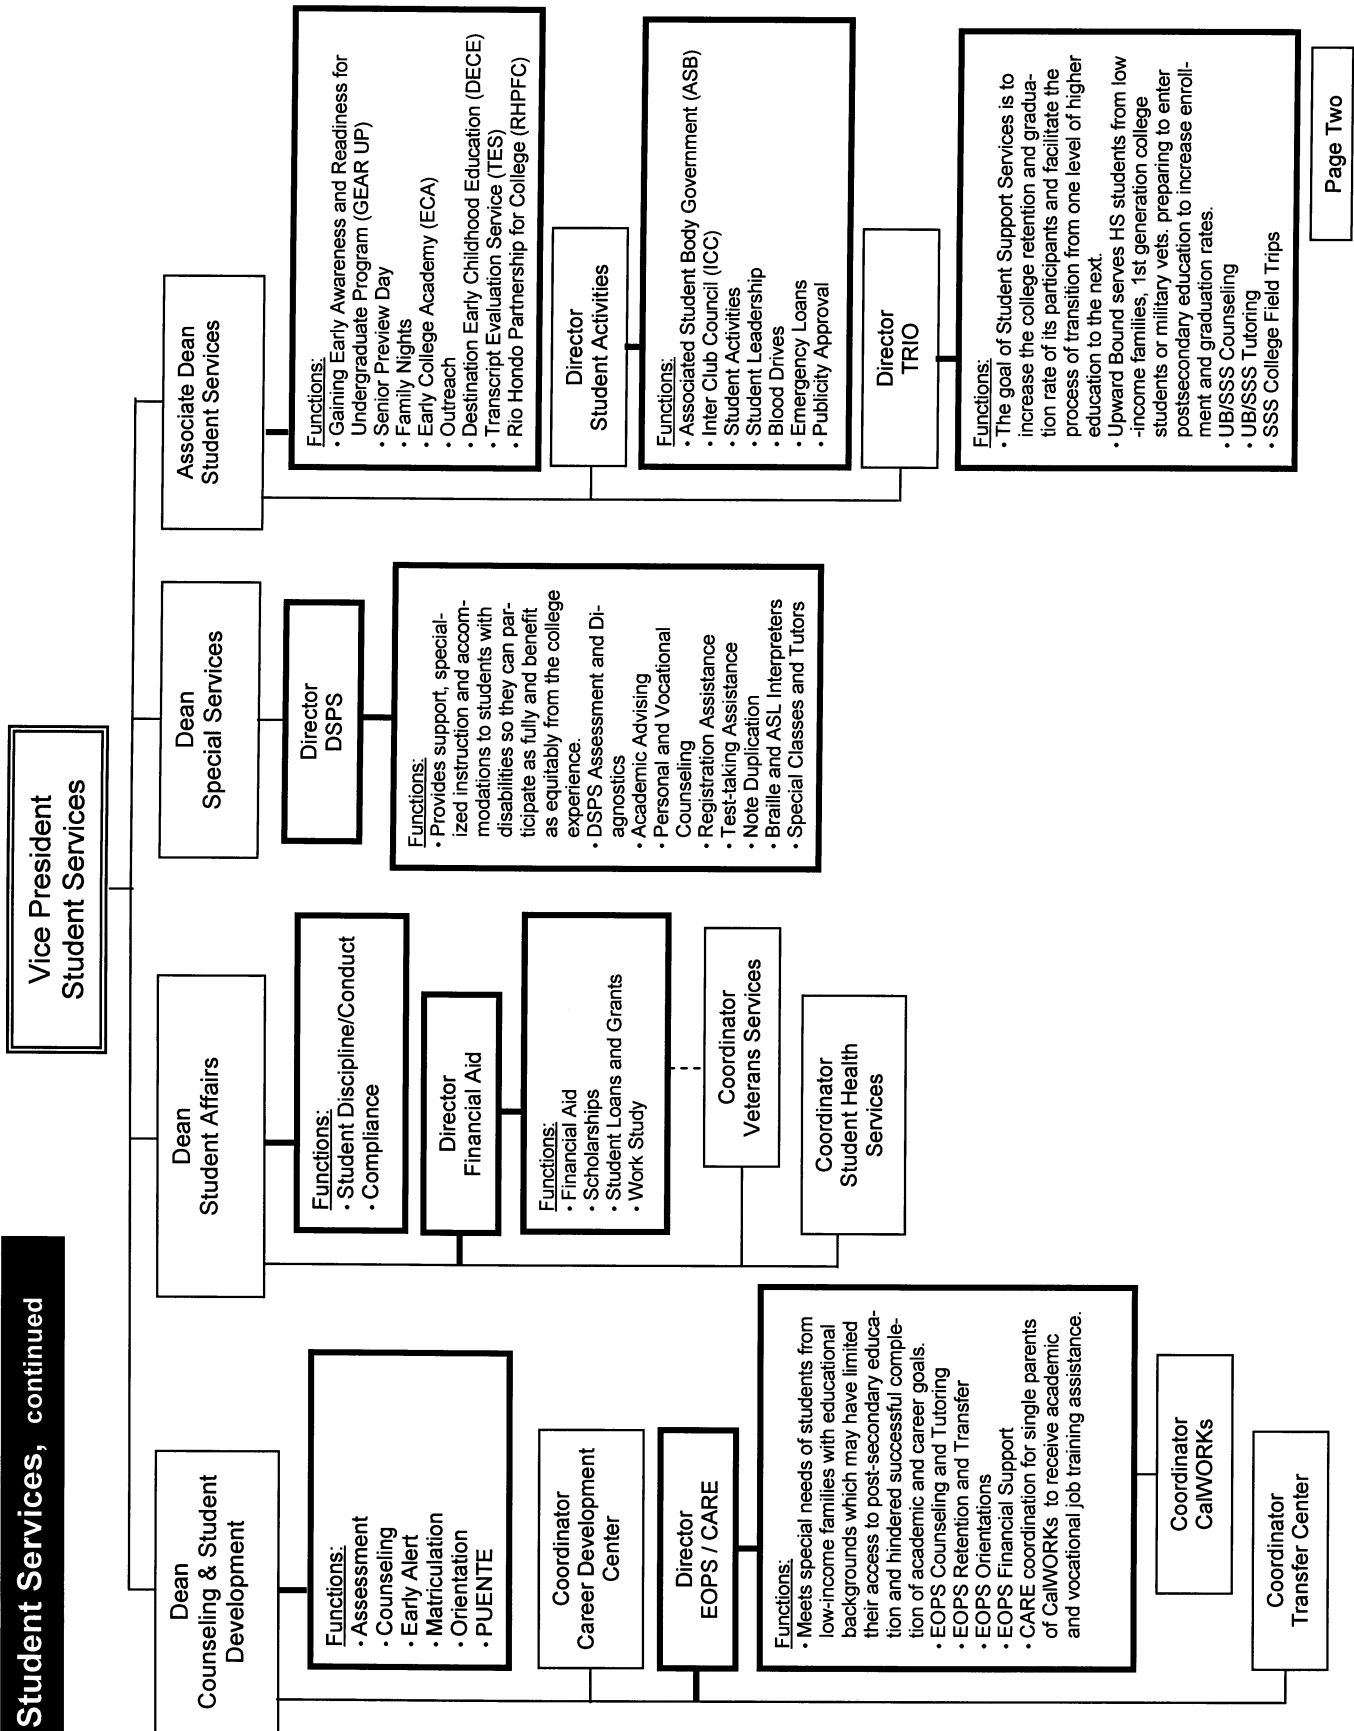 Student Services, continued
Vice President
Student Services
Dean
Counseling & Student
Development
Functions:
· Assessment
· Counseling
· Early Alert
· Matriculation
· Orientation
· PUENTE
Coordinator
Career Development
Center
Director
EOPS / CARE
Functions:
· Meets special needs of students from
low-income families with educational
backgrounds which may have limited
their access to post-secondary educa-
tion and hindered successful comple-
tion of academic and career goals.
· EOPS Counseling and Tutoring
· EOPS Retention and Transfer
· EOPS Orientations
· EOPS Financial Support
· CARE coordination for single parents
of CalWORKs to receive academic
and vocational job training assistance.
Coordinator
CalWORKs
Coordinator
Transfer Center
Dean
Student Affairs
Functions:
· Student Discipline/Conduct
· Compliance
Director
Financial Aid
Functions:
· Financial Aid
· Scholarships
· Student Loans and Grants
· Work Study
Coordinator
Veterans Services
Coordinator
Student Health
Services
Dean
Special Services
Director
DSPS
Functions:
· Provides support, special-
ized instruction and accom-
modations to students with
disabilities so they can par-
ticipate as fully and benefit
as equitably from the college
experience.
· DSPS Assessment and Di-
agnostics
· Academic Advising
· Personal and Vocational
Counseling
· Registration Assistance
· Test-taking Assistance
· Note Duplication
· Braille and ASL Interpreters
· Special Classes and Tutors
Associate Dean
Student Services
Functions:
· Gaining Early Awareness and Readiness for
Undergraduate Program (GEAR UP)
· Senior Preview Day
· Family Nights
· Early College Academy (ECA)
· Outreach
· Destination Early Childhood Education (DECE)
· Transcript Evaluation Service (TES)
· Rio Hondo Partnership for College (RHPFC)
Director
Student Activities
Functions:
· Associated Student Body Government (ASB)
· Inter Club Council (ICC)
· Student Activities
· Student Leadership
· Blood Drives
· Emergency Loans
· Publicity Approval
Director
TRIO
Functions:
· The goal of Student Support Services is to
increase the college retention and gradua-
tion rate of its participants and facilitate the
process of transition from one level of higher
education to the next.
· Upward Bound serves HS students from low
-income families, 1st generation college
students or military vets. preparing to enter
postsecondary education to increase enroll-
ment and graduation rates.
· UB/SSS Counseling
· UB/SSS Tutoring
· SSS College Field Trips
Page Two